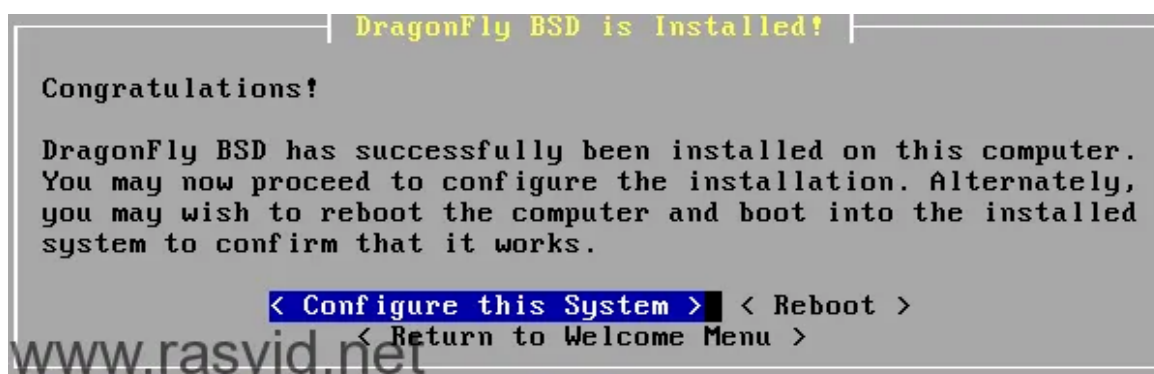 DragonFly BSD is Installed!
Congratulations!
DragonFly BSD has successfully been installed on this computer.
You may now proceed to configure the installation. Alternately,
you may wish to reboot the computer and boot into the installed
system to confirm that it works.
< Configure this System > < Reboot >
< Return to Welcome Menu >
www.rasvid.net